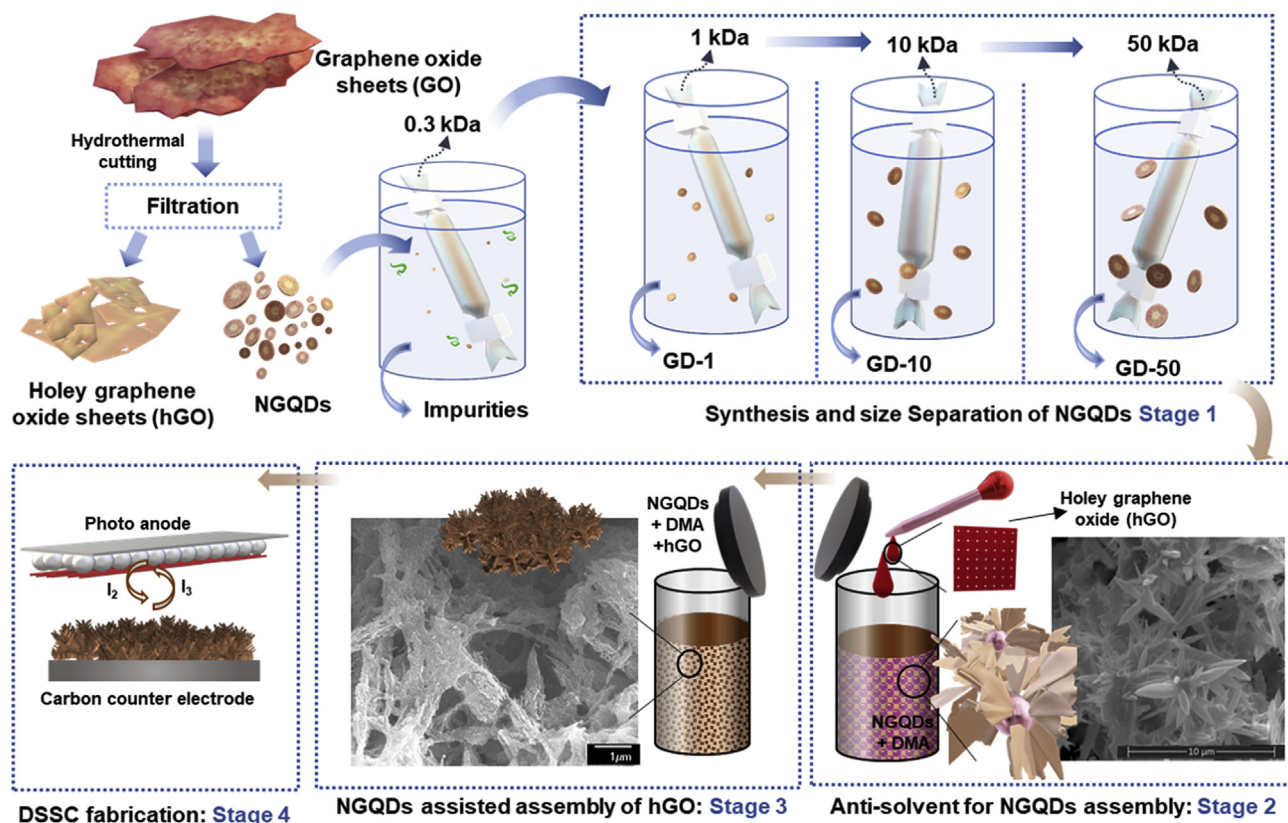 Graphene oxide
sheets (GO)
Hydrothermal
cutting
Filtration
Holey graphene
oxide sheets (hGO)
NGQDs
0.3 kDa
Impurities
1 kDa
10 kDa
50 kDa
GD-1
GD-10
GD-50
Synthesis and size Separation of NGQDs Stage 1
Holey graphene
oxide (hGO)
NGQDs
+ DMA
10 µm
Anti-solvent for NGQDs assembly: Stage 2
NGQDs
+ DMA
+hGO
1µm
NGQDs assisted assembly of hGO: Stage 3
Photo anode
I2
I3
Carbon counter electrode
DSSC fabrication: Stage 4